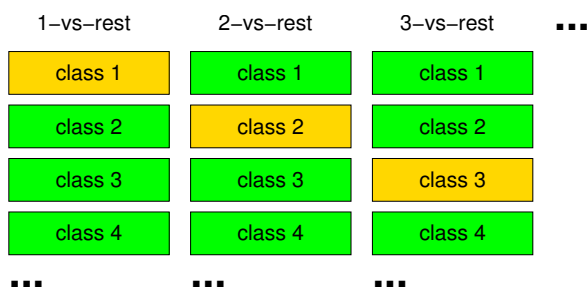 1−vs−rest 2−vs−rest 3−vs−rest ...
class 1 class 1 class 1
class 2 class 2 class 2
class 3 class 3 class 3
class 4 class 4 class 4
... ... ...